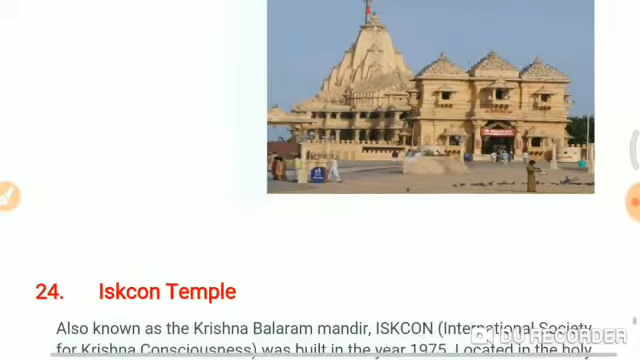 24. Iskcon Temple
Also known as the Krishna Balaram mandir, ISKCON (International Society
for Krishna Consciousness) was built in the year 1975. Located in the holy
DU RECORDER